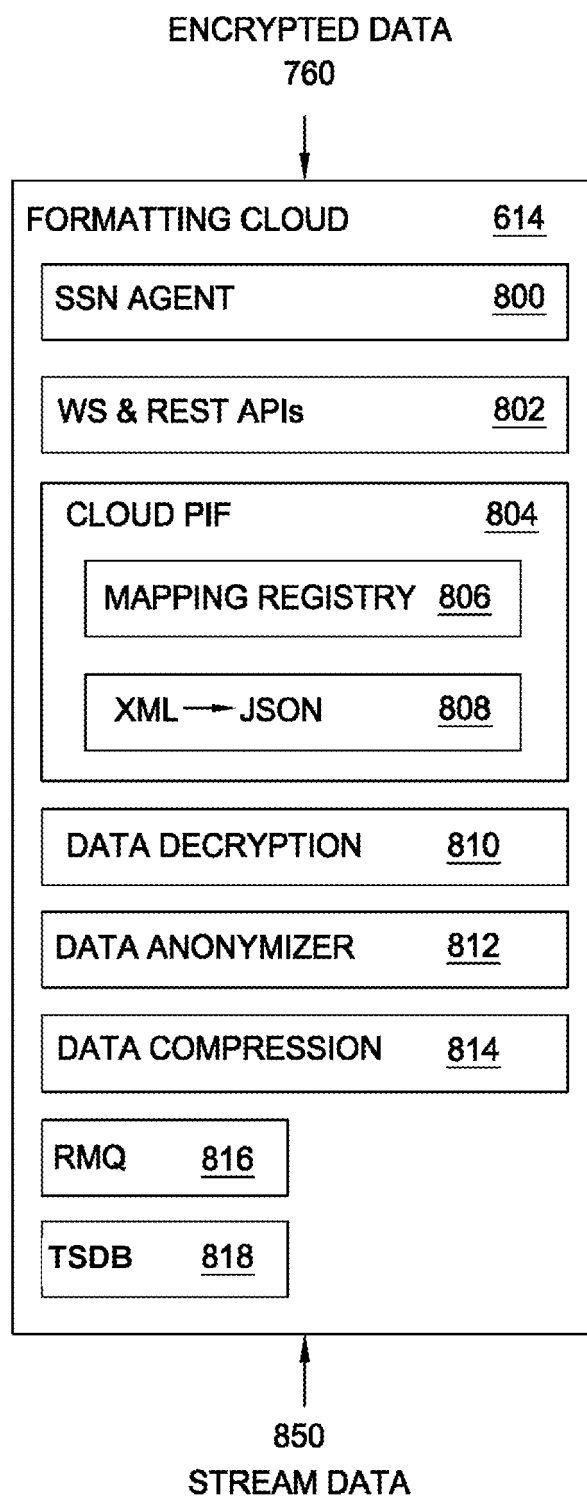 ENCRYPTED DATA
760
FORMATTING CLOUD 614
SSN AGENT 800
WS & REST APIs 802
CLOUD PIF 804
MAPPING REGISTRY 806
XML → JSON 808
DATA DECRYPTION 810
DATA ANONYMIZER 812
DATA COMPRESSION 814
RMQ 816
TSDB 818
850
STREAM DATA